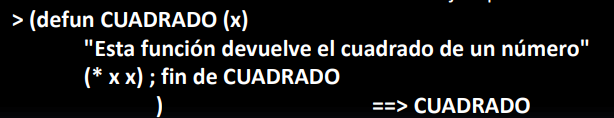 > (defun CUADRADO (x)
"Esta función devuelve el cuadrado de un número"
(* x x) ; fin de CUADRADO
) ==> CUADRADO